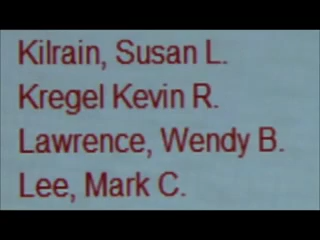 Kilrain, Susan L.
Kregel Kevin R.
Lawrence, Wendy B.
Lee, Mark C.